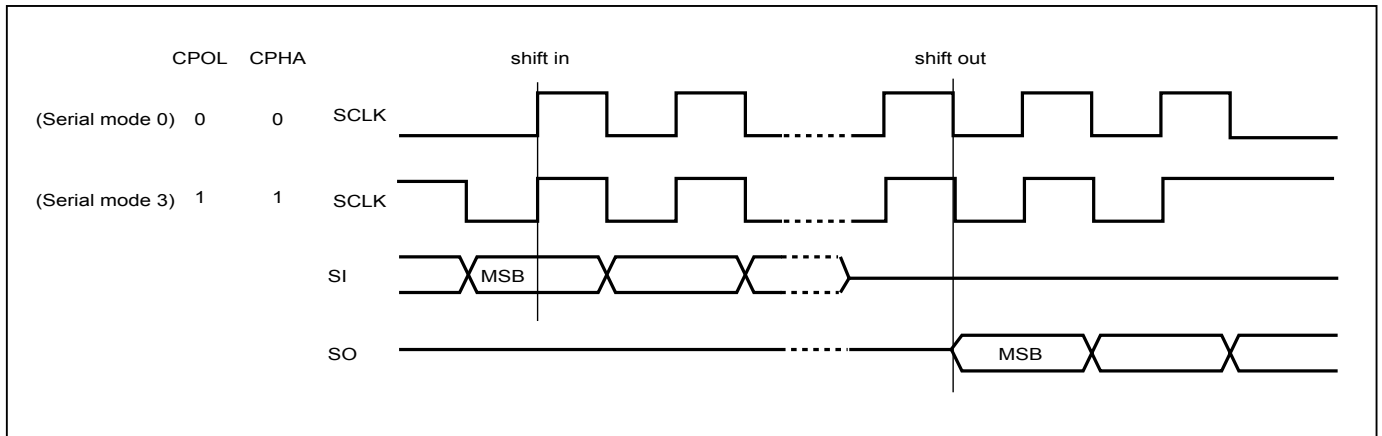 CPOL CPHA shift in shift out
(Serial mode 0) 0 0 SCLK
(Serial mode 3) 1 1 SCLK
SI MSB
SO MSB